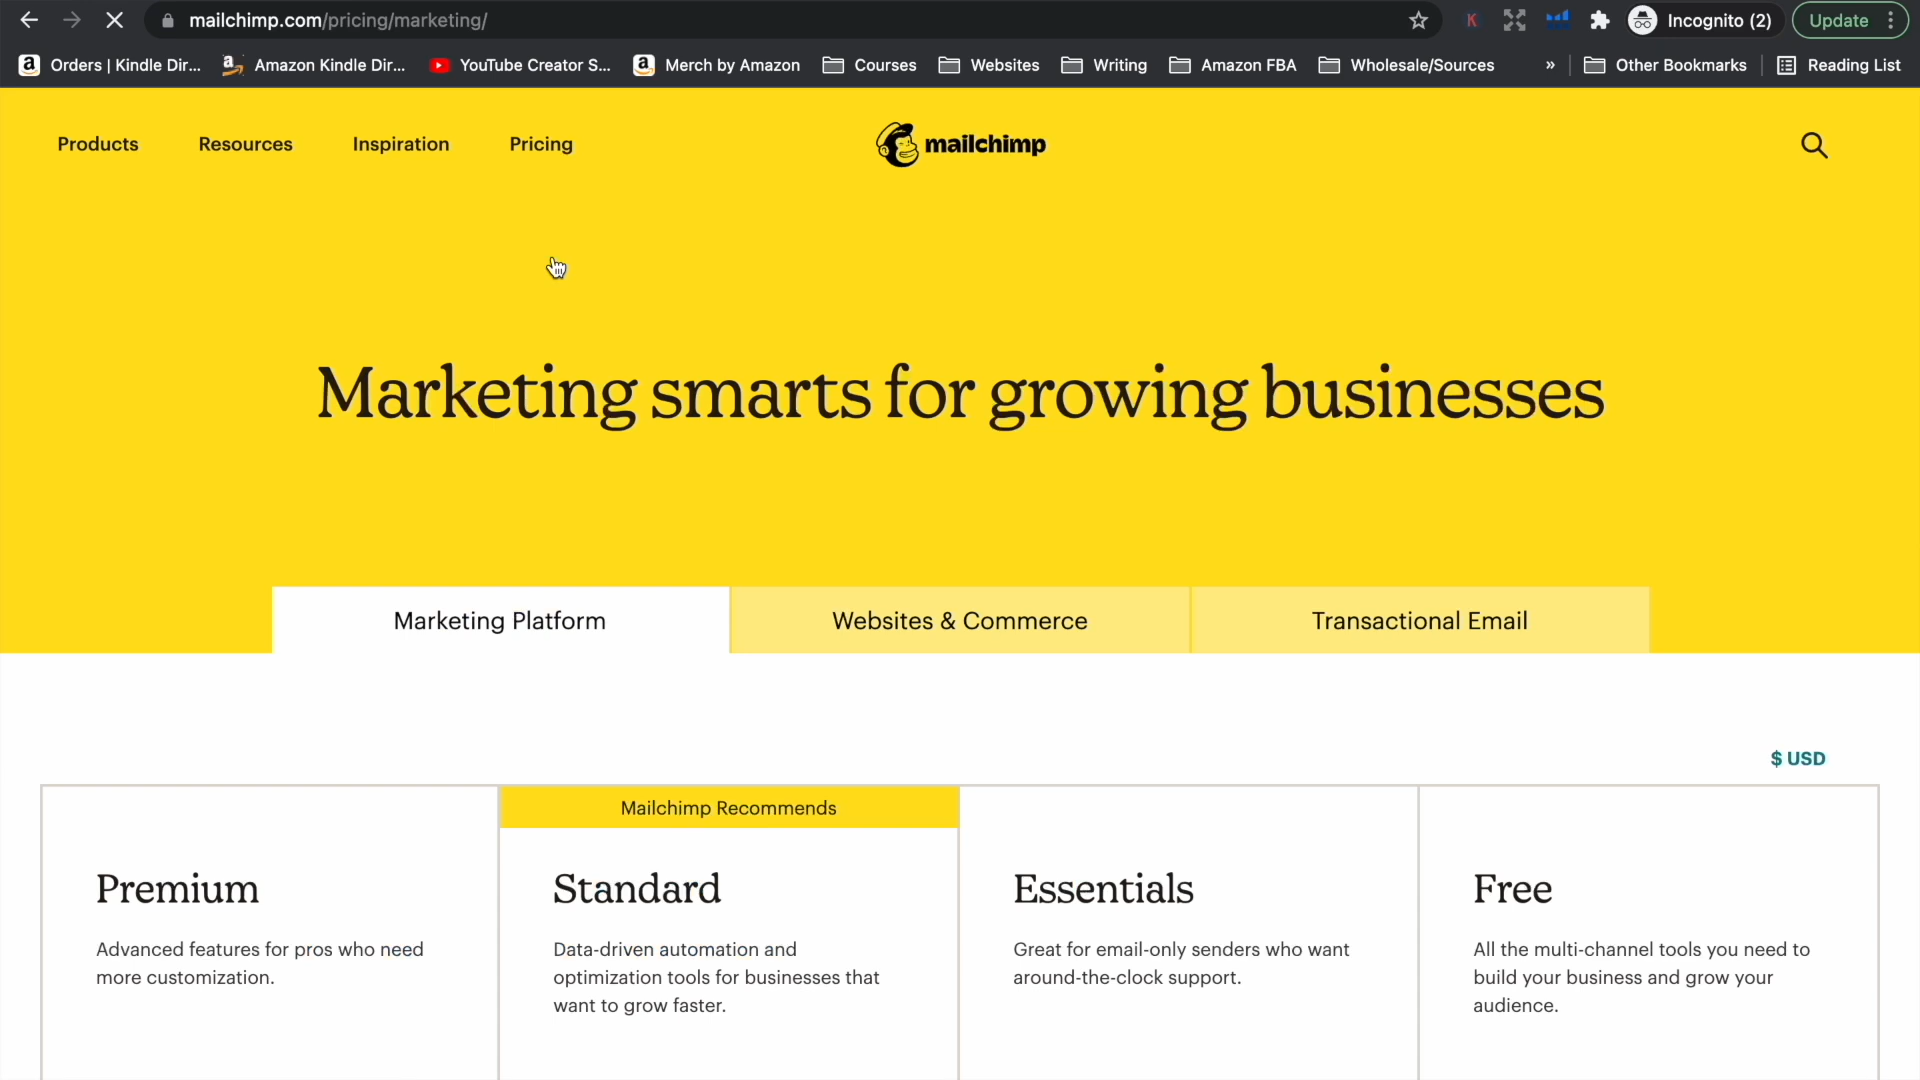 mailchimp.com/pricing/marketing/
Incognito (2)
Update
Orders | Kindle Dir...
Amazon Kindle Dir...
YouTube Creator S...
Merch by Amazon
Courses
Websites
Writing
Amazon FBA
Wholesale/Sources
»
Other Bookmarks
Reading List
Products
Resources
Inspiration
Pricing
mailchimp
Marketing smarts for growing businesses
Marketing Platform
Websites & Commerce
Transactional Email
$ USD
Mailchimp Recommends
Premium
Advanced features for pros who need
more customization.
Standard
Data-driven automation and
optimization tools for businesses that
want to grow faster.
Essentials
Great for email-only senders who want
around-the-clock support.
Free
All the multi-channel tools you need to
build your business and grow your
audience.